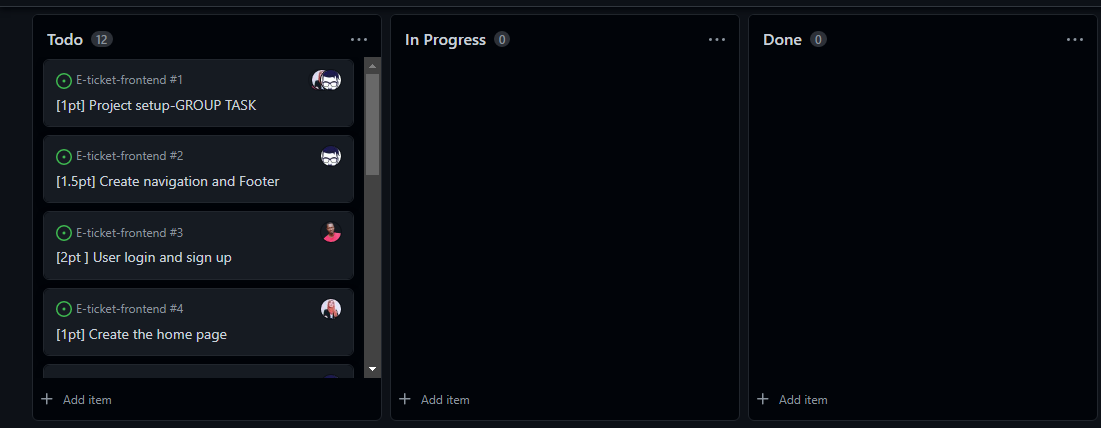 Todo 12
E-ticket-frontend #1
[1pt] Project setup-GROUP TASK
E-ticket-frontend #2
[1.5pt] Create navigation and Footer
E-ticket-frontend #3
[2pt ] User login and sign up
E-ticket-frontend #4
[1pt] Create the home page
+ Add item
In Progress 0
+ Add item
Done 0
+ Add item